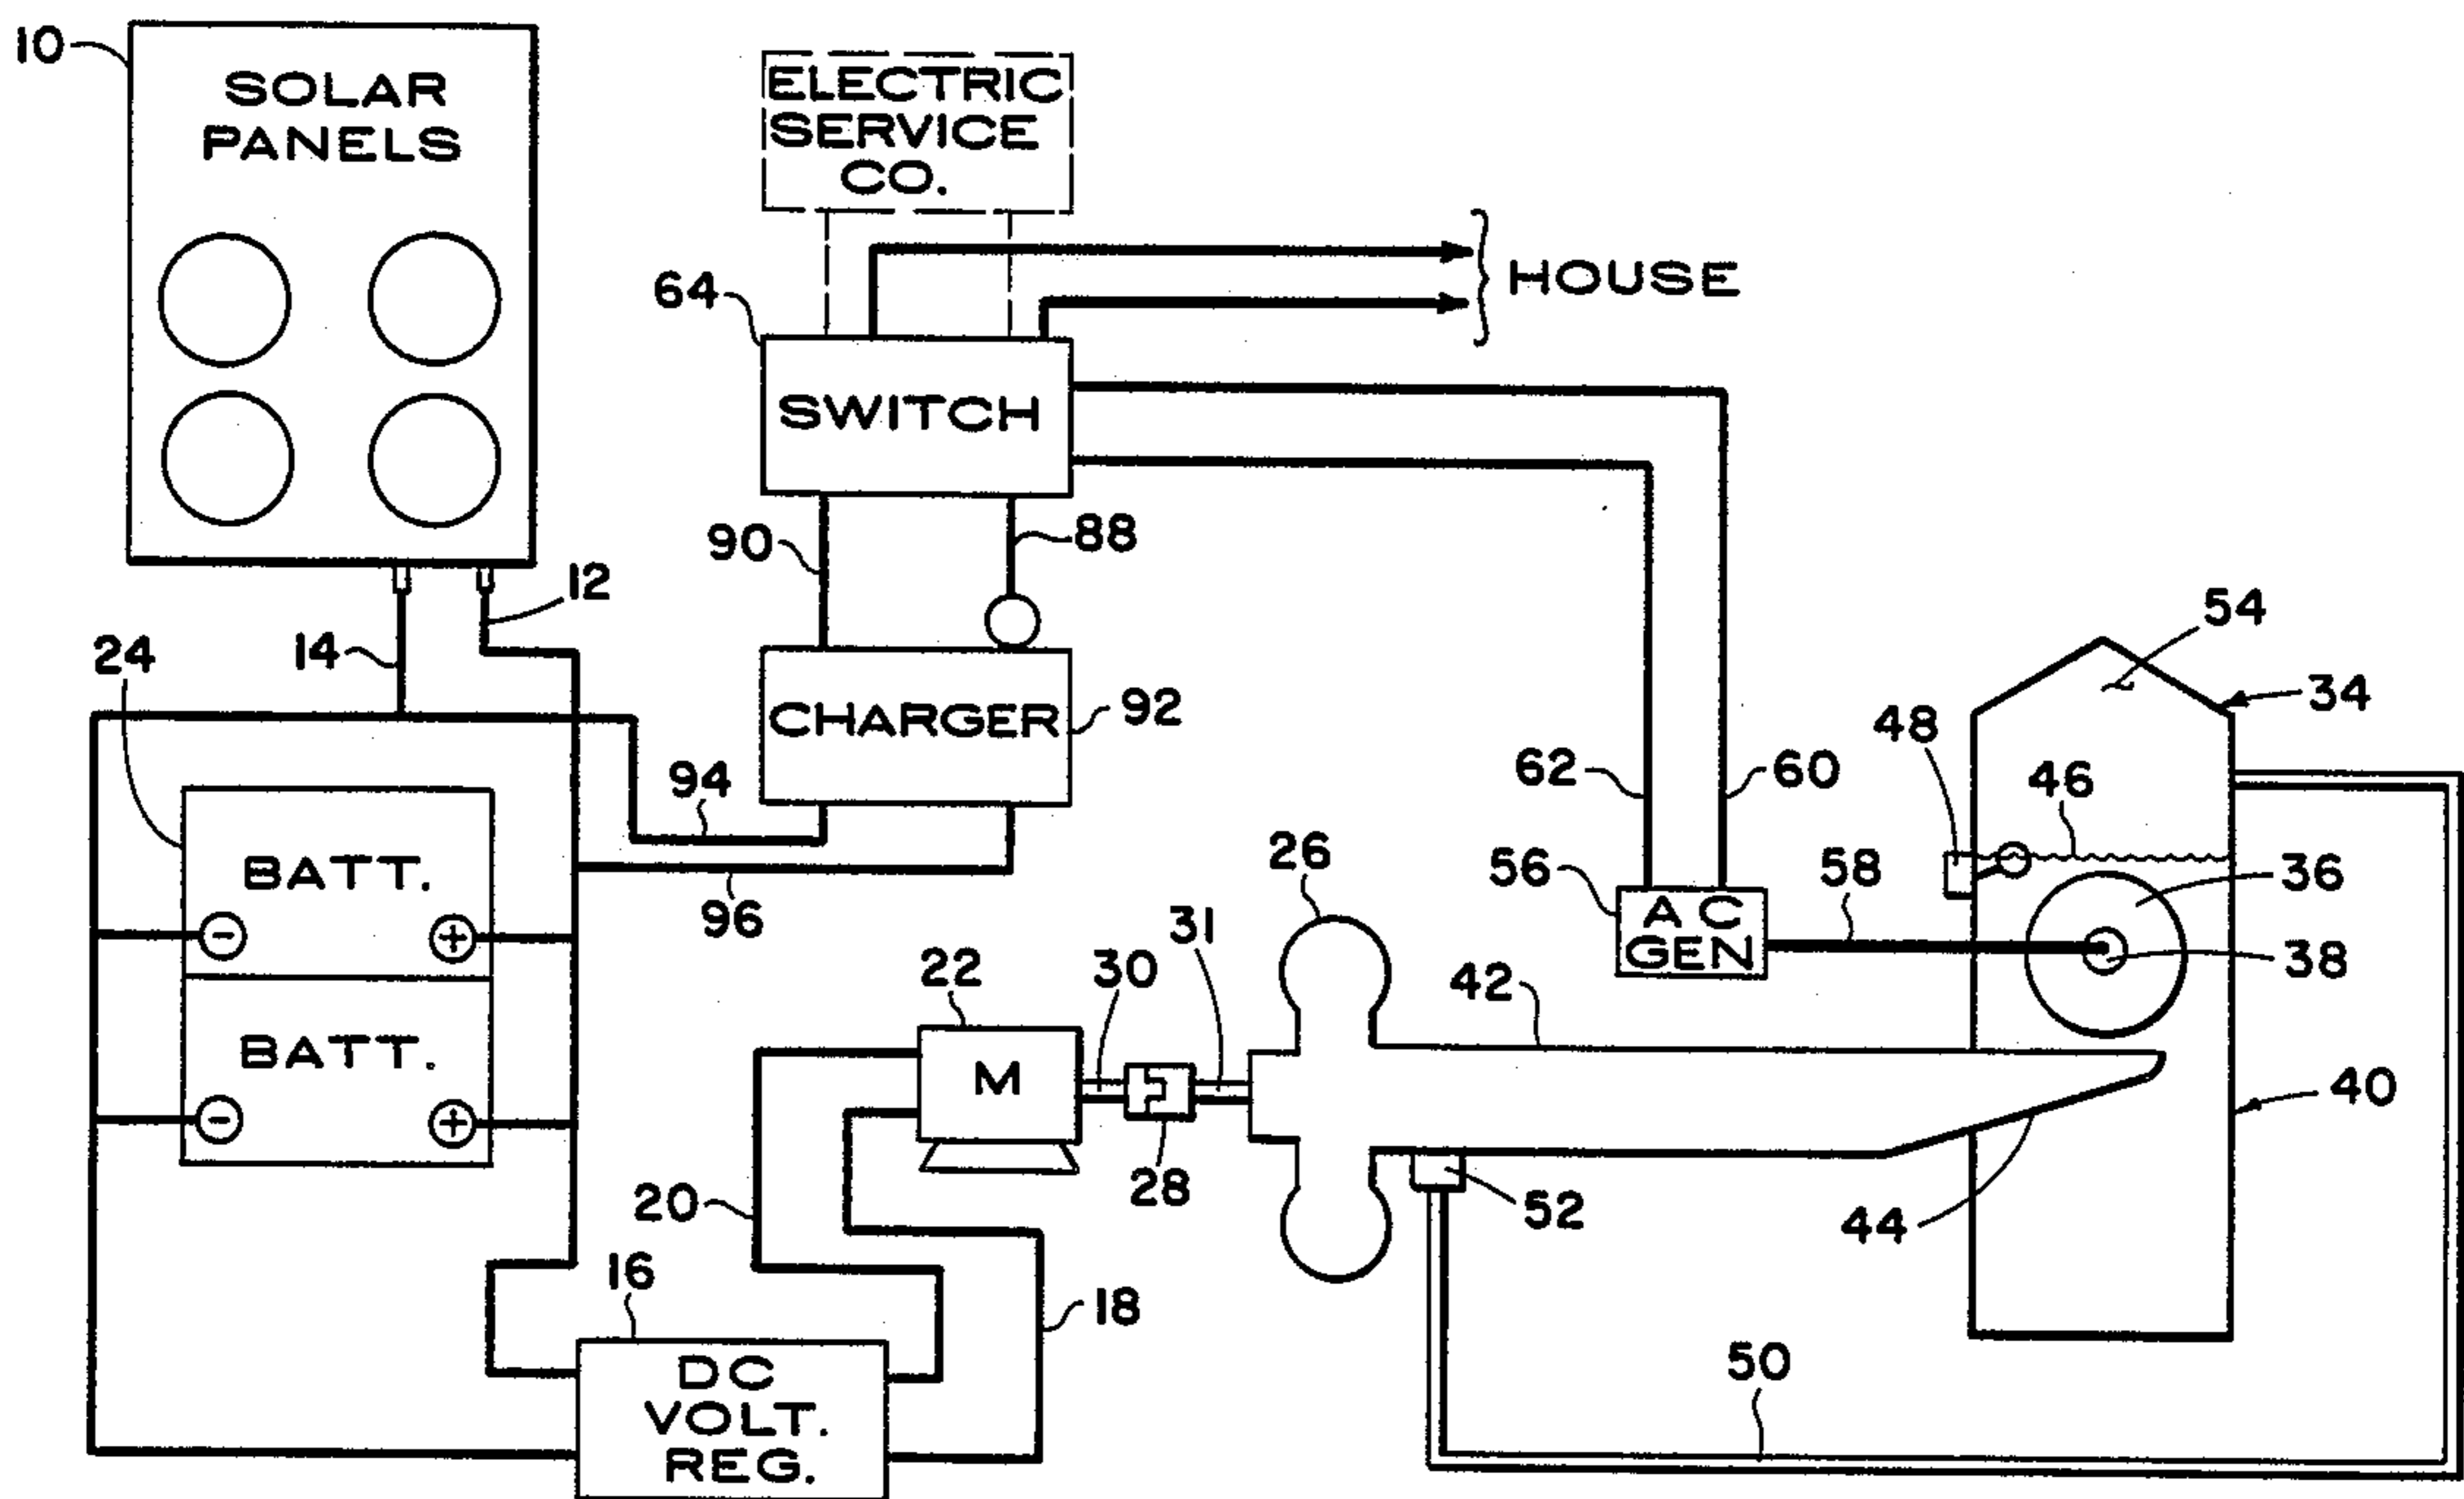 10
SOLAR
PANELS
ELECTRIC
SERVICE
CO.
HOUSE
64
SWITCH
90
88
12
14
24
54
34
CHARGER
92
48
94
62
60
46
26
BATT.
96
56
58
36
- +
A C
GEN
31
22
30
42
38
BATT.
M
40
- +
28
20
52
44
16
18
DC
VOLT.
REG.
50